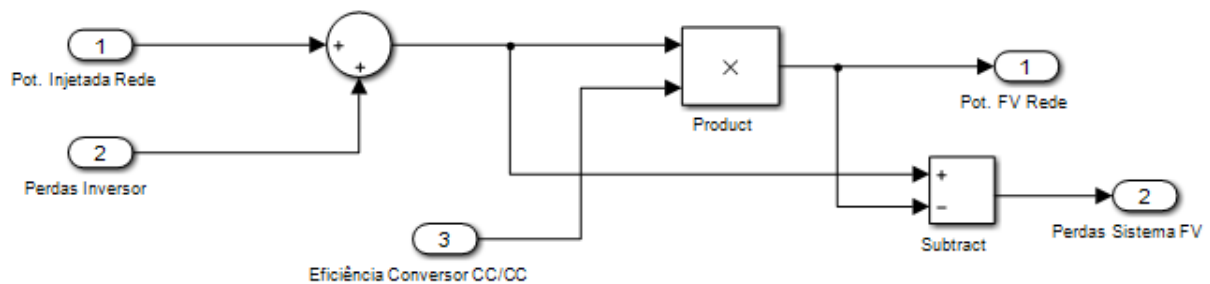 1
Pot. Injetada Rede
+
+
×
Product
1
Pot. FV Rede
2
Perdas Inversor
+
−
Subtract
2
Perdas Sistema FV
3
Eficiência Conversor CC/CC